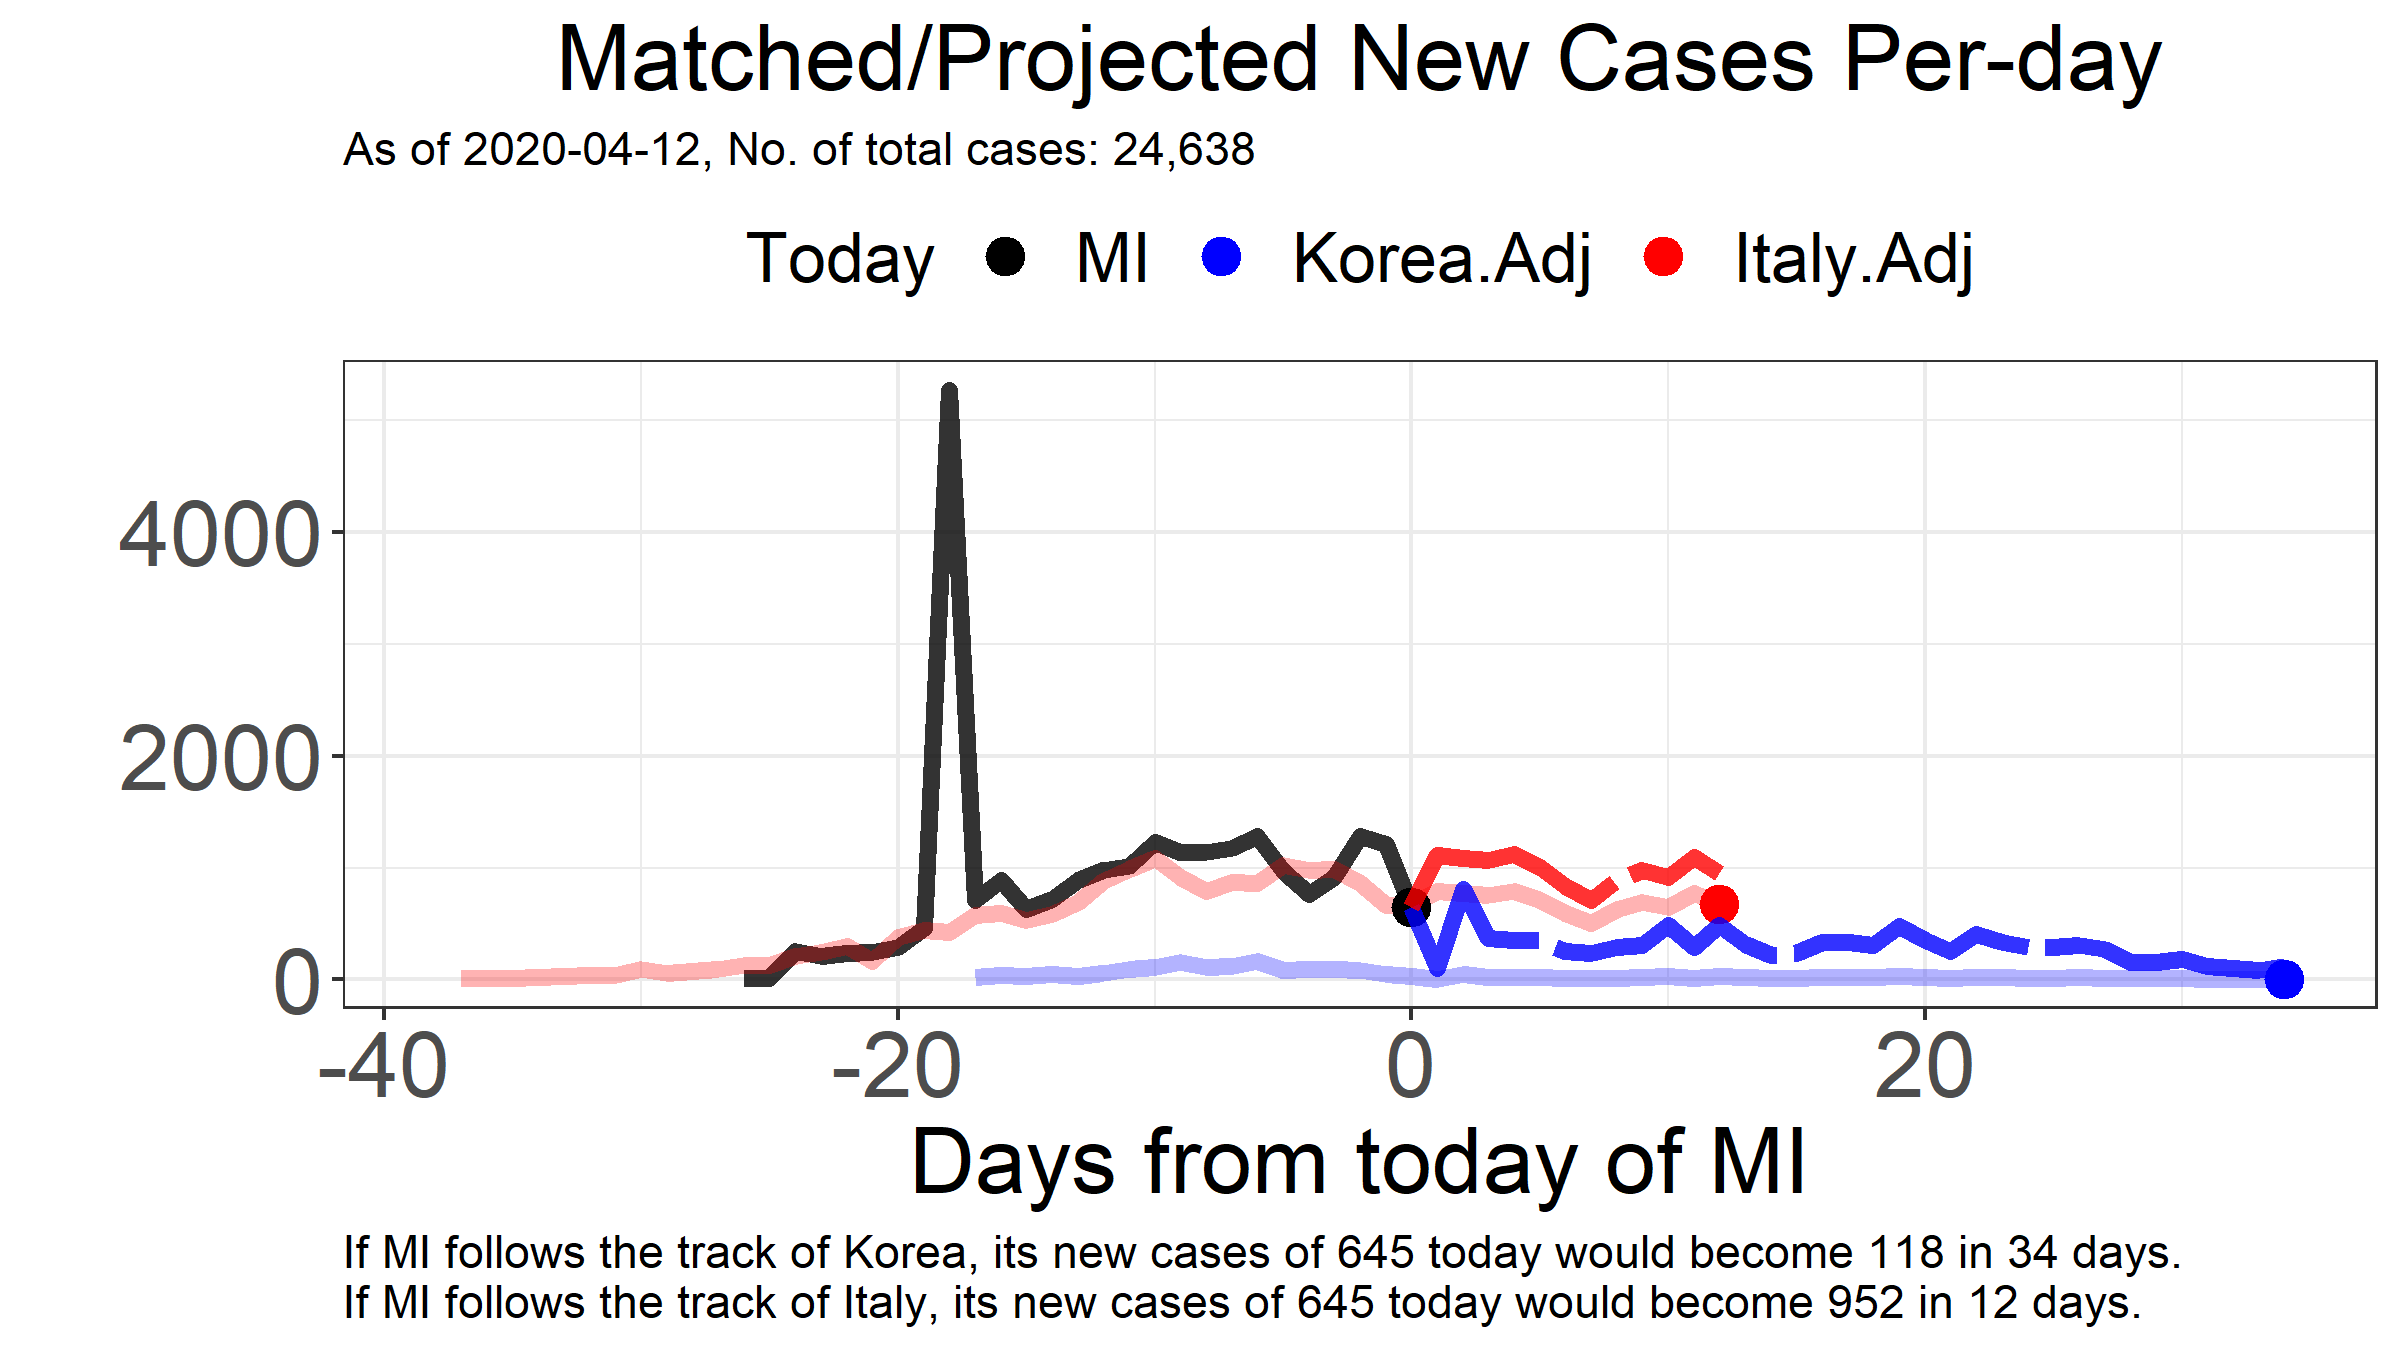 Matched/Projected New Cases Per-day
As of 2020-04-12, No. of total cases: 24,638
Today MI Korea.Adj Italy.Adj
4000
2000
0
-40 -20 0 20
Days from today of MI
If MI follows the track of Korea, its new cases of 645 today would become 118 in 34 days.
If MI follows the track of Italy, its new cases of 645 today would become 952 in 12 days.